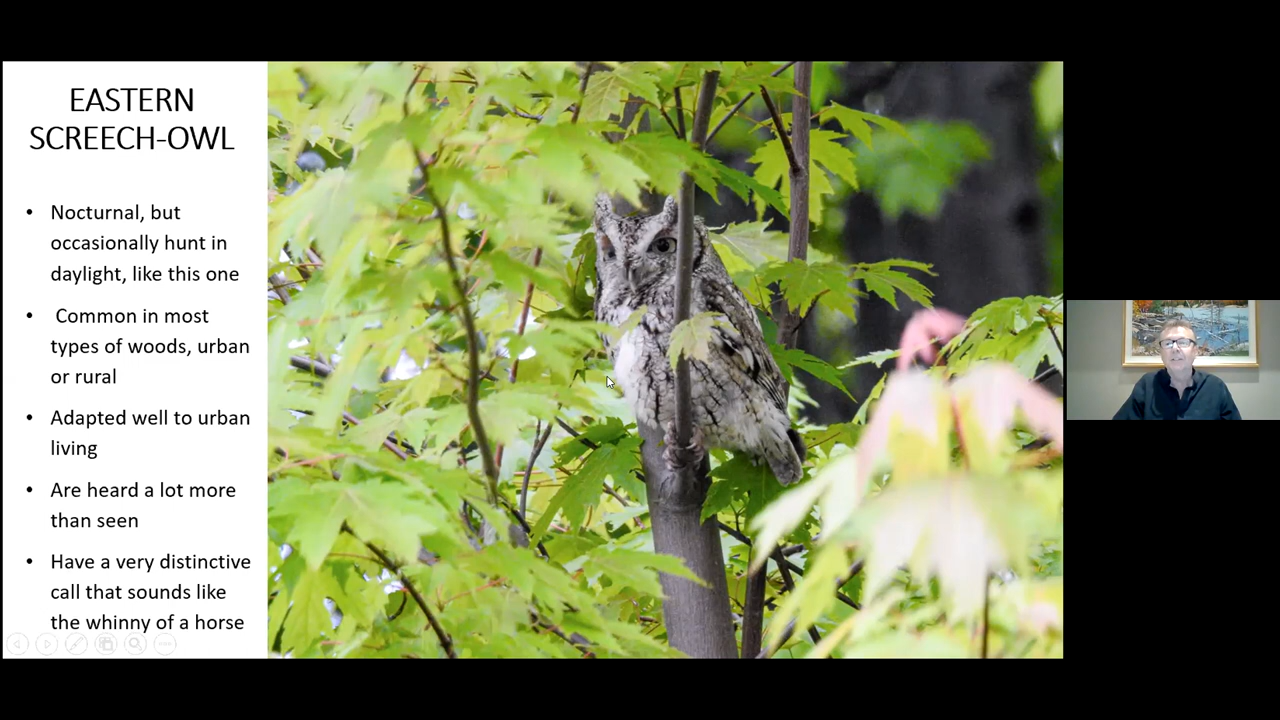 EASTERN
SCREECH-OWL
• Nocturnal, but
occasionally hunt in
daylight, like this one
• Common in most
types of woods, urban
or rural
• Adapted well to urban
living
• Are heard a lot more
than seen
• Have a very distinctive
call that sounds like
the whinny of a horse